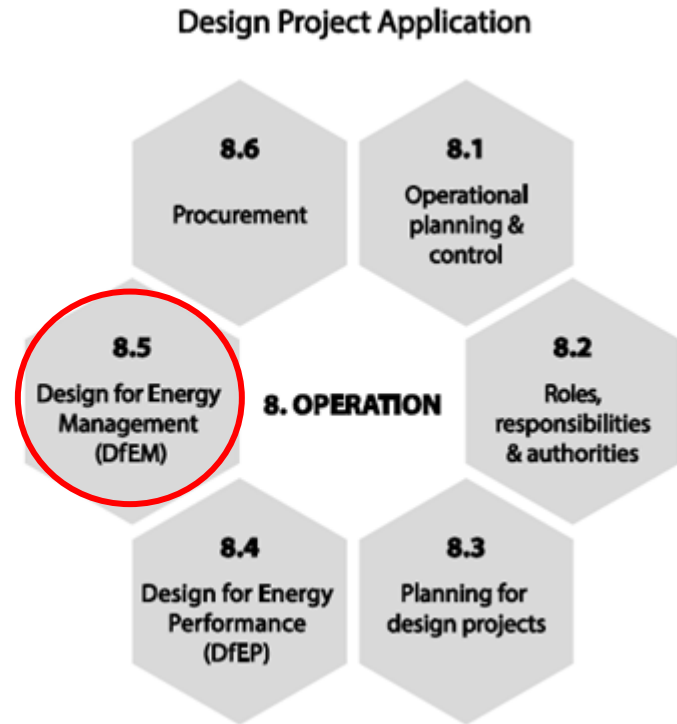 Design Project Application
8.6
Procurement
8.1
Operational
planning &
control
8.5
Design for Energy
Management
(DfEM)
8. OPERATION
8.2
Roles,
responsibilities
& authorities
8.4
Design for Energy
Performance
(DfEP)
8.3
Planning for
design projects